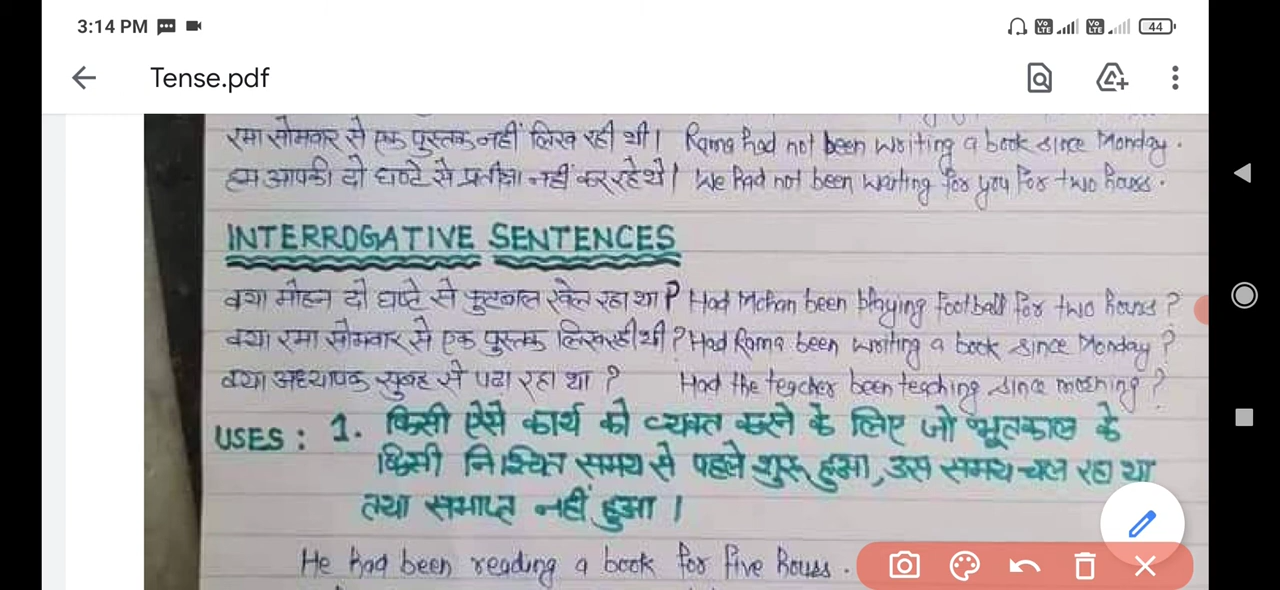 3:14 PM
44
Tense.pdf
रमा सोमवार से एक पुस्तक नहीं लिख रही थी। Rama had not been writing a book since Monday.
हम आपकी दो घण्टे से प्रतीक्षा नहीं कर रहे थे। We had not been waiting for you for two hours.
INTERROGATIVE SENTENCES
क्या मोहन दो घण्टे से फुटबाल खेल रहा था? Had Mohan been playing football for two hours?
क्या रमा सोमवार से एक पुस्तक लिख रही थी? Had Rama been writing a book since Monday?
क्या अध्यापक सुबह से पढा रहा था? Had the teacher been teaching since morning?
USES: 1. किसी ऐसे कार्य को व्यक्त करने के लिए जो भूतकाल के
किसी निश्चित समय से पहले शुरू हुआ, उस समय चल रहा था
तथा समाप्त नहीं हुआ।
He had been reading a book for five hours.